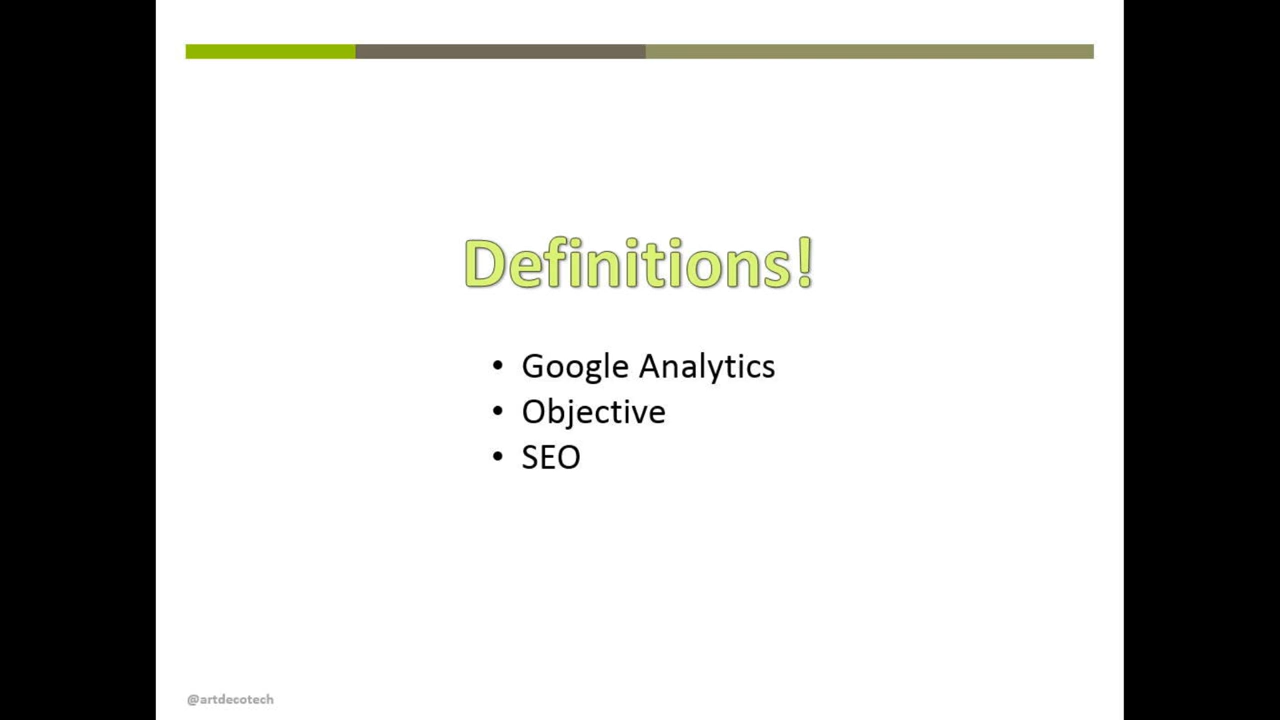 Definitions!
• Google Analytics
• Objective
• SEO
@artdecotech